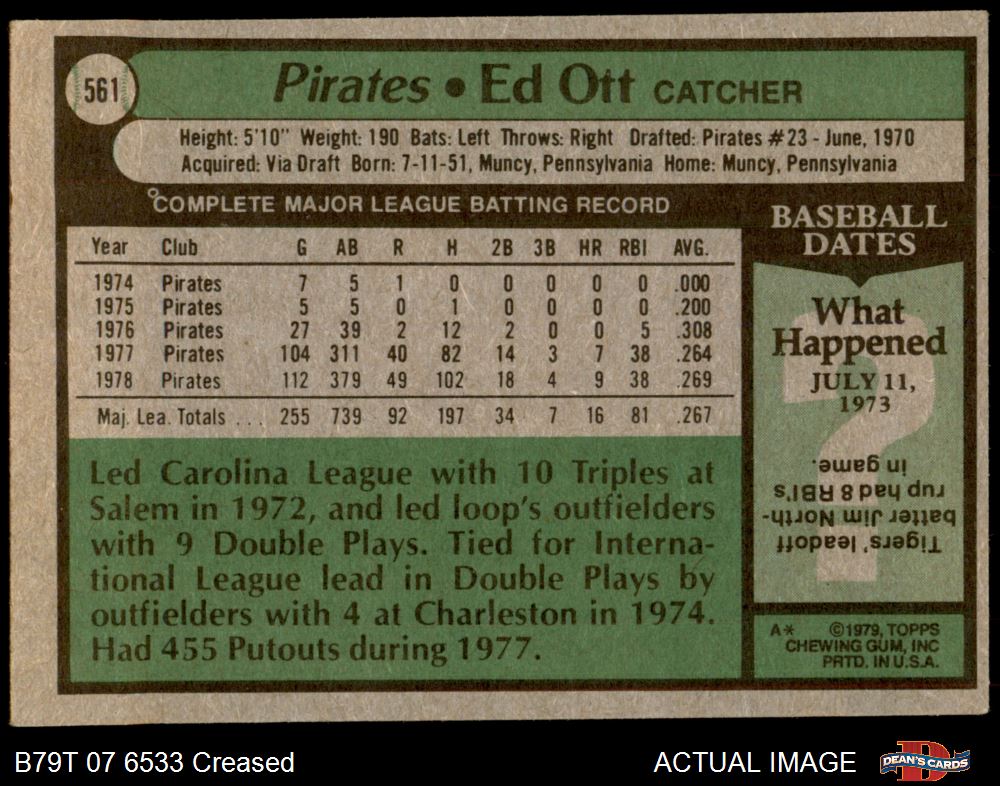 561
Pirates • Ed Ott CATCHER
Height: 5'10" Weight: 190 Bats: Left Throws: Right Drafted: Pirates #23 - June, 1970
Acquired: Via Draft Born: 7-11-51, Muncy, Pennsylvania Home: Muncy, Pennsylvania
COMPLETE MAJOR LEAGUE BATTING RECORD
Year Club G AB R H 2B 3B HR RBI AVG.
1974 Pirates 7 5 1 0 0 0 0 0 .000
1975 Pirates 5 5 0 1 0 0 0 0 .200
1976 Pirates 27 39 2 12 2 0 0 5 .308
1977 Pirates 104 311 40 82 14 3 7 38 .264
1978 Pirates 112 379 49 102 18 4 9 38 .269
Maj. Lea. Totals ... 255 739 92 197 34 7 16 81 .267
Led Carolina League with 10 Triples at
Salem in 1972, and led loop's outfielders
with 9 Double Plays. Tied for Interna-
tional League lead in Double Plays by
outfielders with 4 at Charleston in 1974.
Had 455 Putouts during 1977.
BASEBALL
DATES
What
Happened
JULY 11,
1973
Tigers' leadoff
batter Jim North-
rup had 8 RBI's
in game.
A* ©1979, TOPPS
CHEWING GUM, INC
PRTD. IN U.S.A.
B79T 07 6533 Creased
ACTUAL IMAGE
DEAN'S CARDS